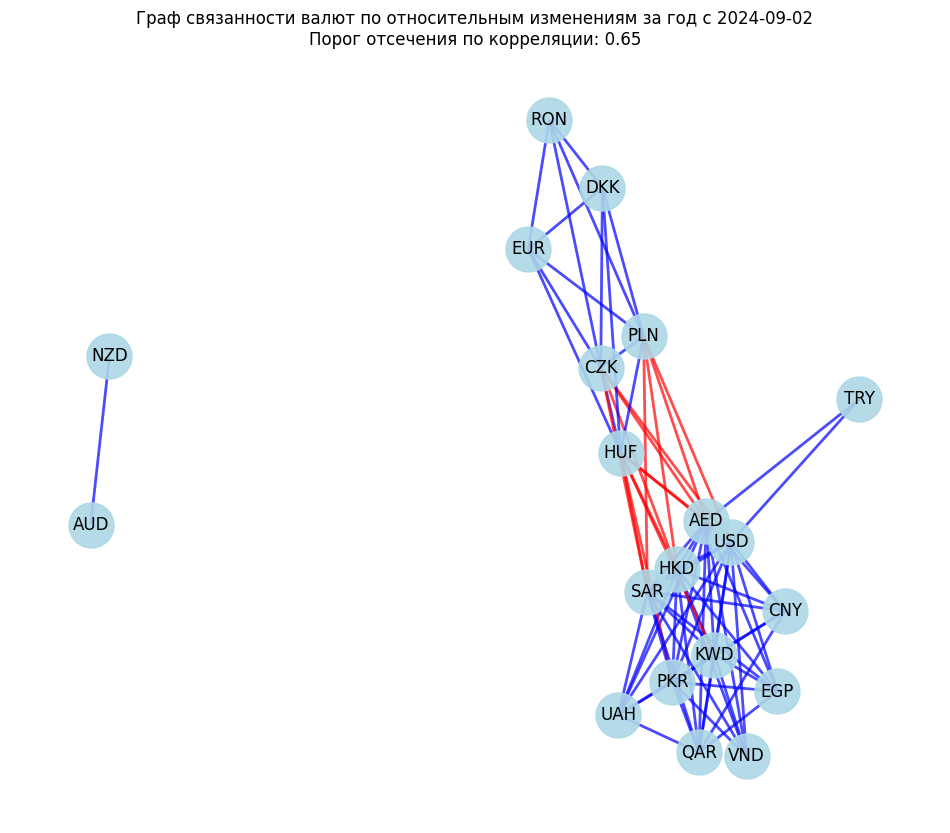 Граф связанности валют по относительным изменениям за год с 2024-09-02
Порог отсечения по корреляции: 0.65
RON
DKK
EUR
PLN
NZD
CZK
TRY
HUF
AED
AUD
USD
HKD
SAR
CNY
KWD
PKR
EGP
UAH
QAR
VND